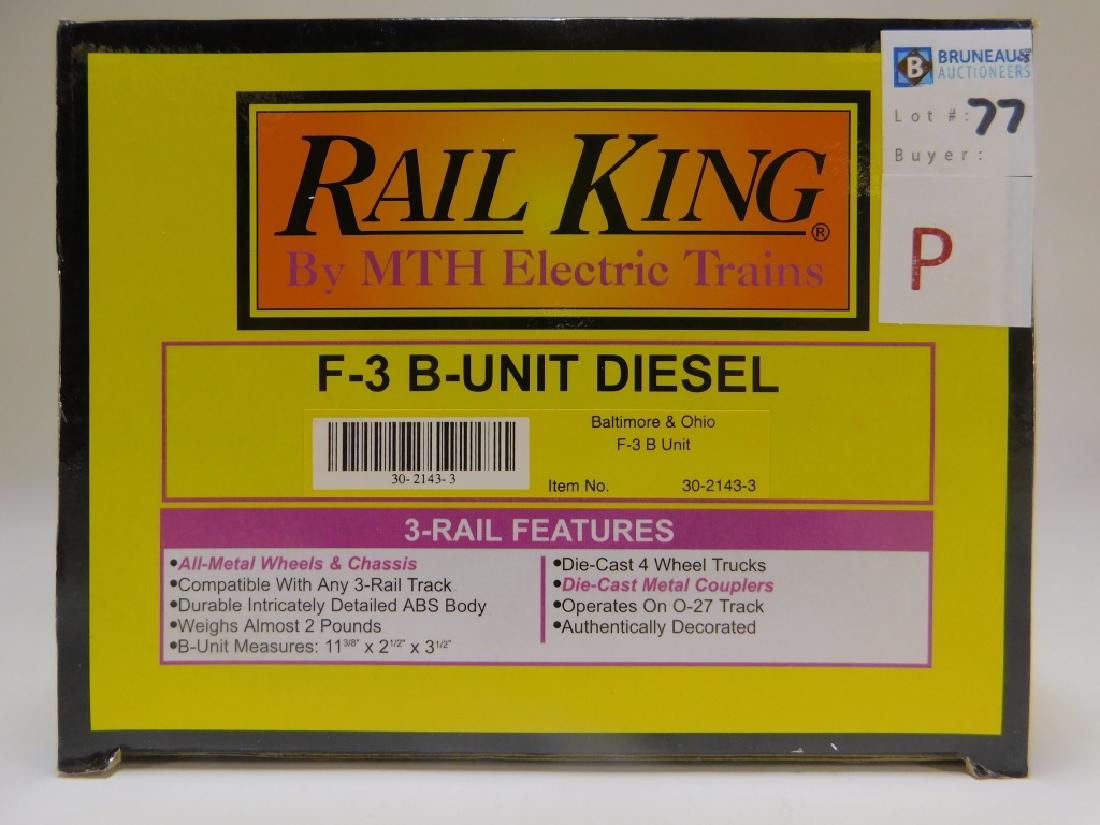 BRUNEAU & CO
AUCTIONEERS
Lot #: 77
Buyer:
P
RAIL KING®
By MTH Electric Trains
F-3 B-UNIT DIESEL
Baltimore & Ohio
F-3 B Unit
30-2143-3
Item No. 30-2143-3
3-RAIL FEATURES
•All-Metal Wheels & Chassis
•Compatible With Any 3-Rail Track
•Durable Intricately Detailed ABS Body
•Weighs Almost 2 Pounds
•B-Unit Measures: 11 3/8" x 2 1/2" x 3 1/2"
•Die-Cast 4 Wheel Trucks
•Die-Cast Metal Couplers
•Operates On O-27 Track
•Authentically Decorated